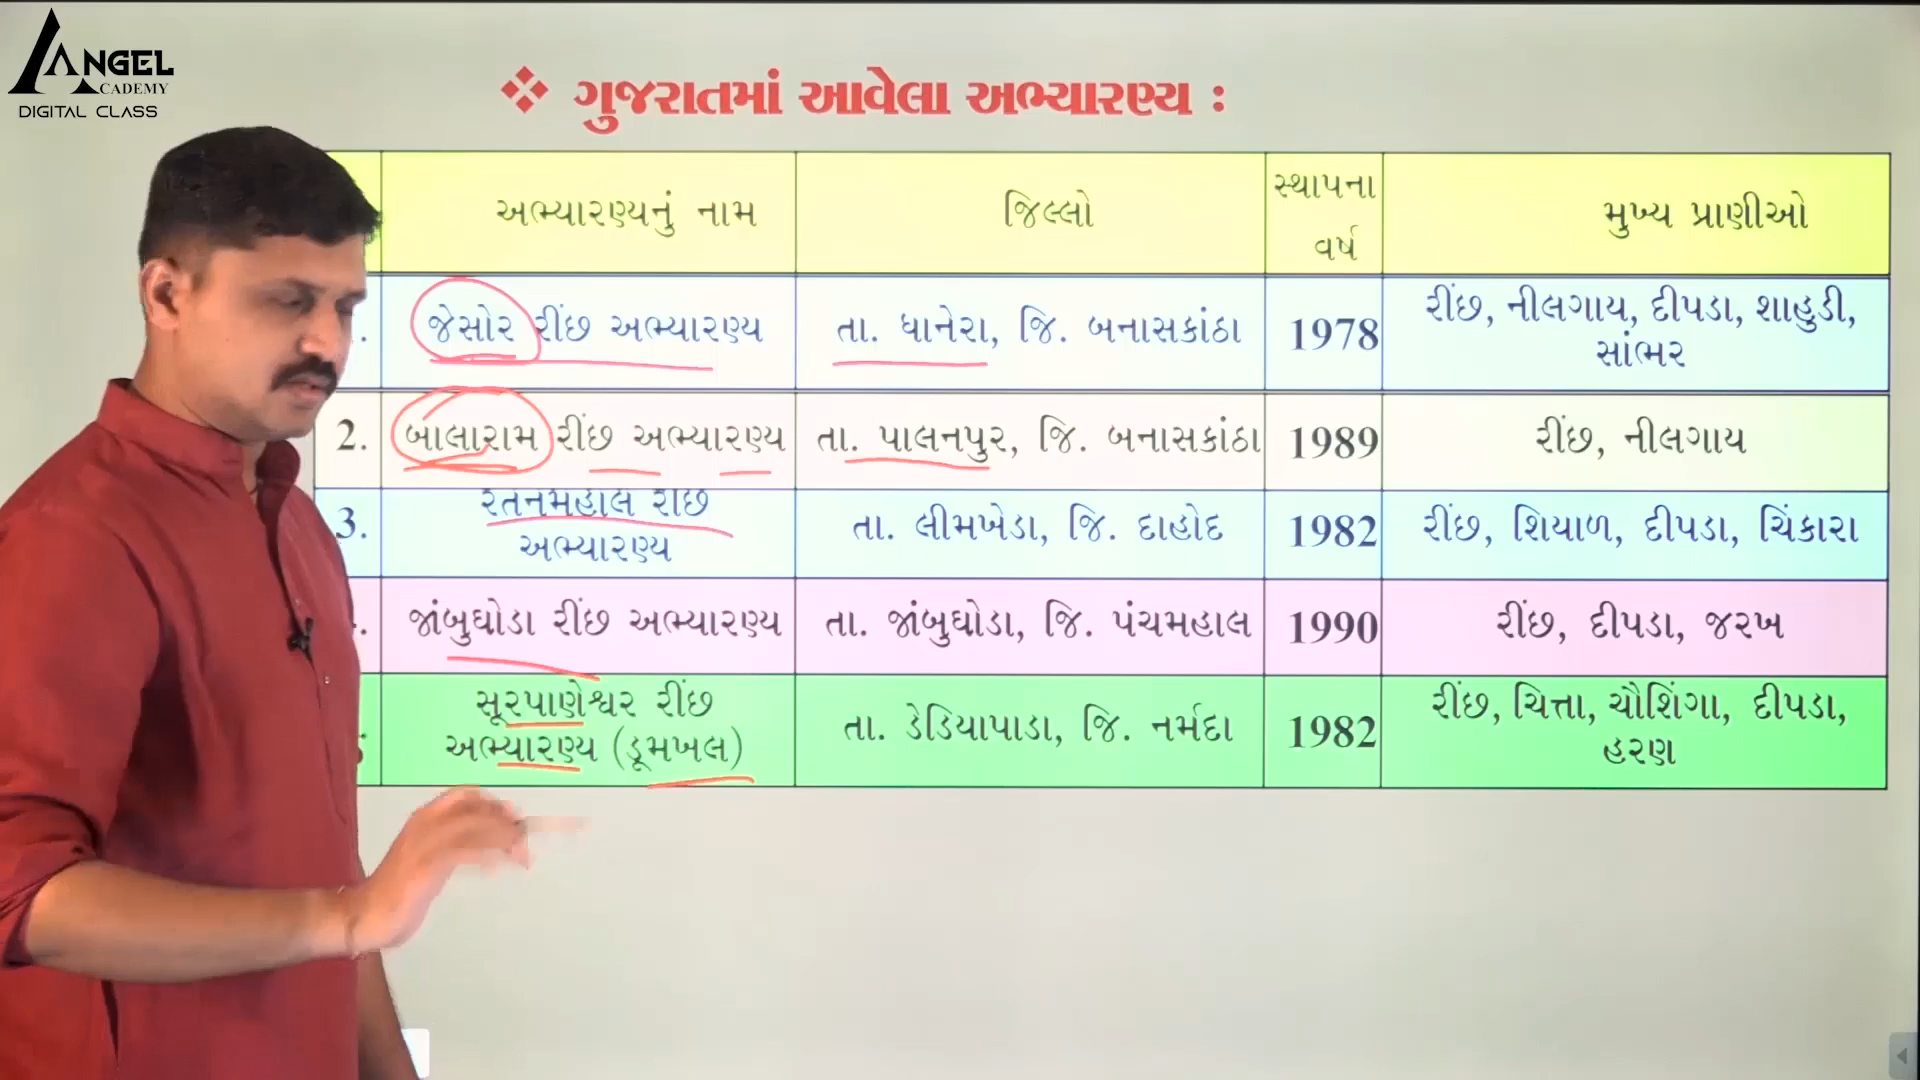 ANGEL
ACADEMY
DIGITAL CLASS
❖ ગુજરાતમાં આવેલા અભ્યારણ્ય :
અભ્યારણ્યનું નામ
જિલ્લો
સ્થાપના
વર્ષ
મુખ્ય પ્રાણીઓ
જેસોર રીંછ અભ્યારણ્ય
તા. ધાનેરા, જિ. બનાસકાંઠા
1978
રીંછ, નીલગાય, દીપડા, શાહુડી,
સાંભર
2.
બાલારામ રીંછ અભ્યારણ્ય
તા. પાલનપુર, જિ. બનાસકાંઠા
1989
રીંછ, નીલગાય
3.
રતનમહાલ રીંછ
અભ્યારણ્ય
તા. લીમખેડા, જિ. દાહોદ
1982
રીંછ, શિયાળ, દીપડા, ચિંકારા
જાંબુઘોડા રીંછ અભ્યારણ્ય
તા. જાંબુઘોડા, જિ. પંચમહાલ
1990
રીંછ, દીપડા, જરખ
સૂરપાણેશ્વર રીંછ
અભ્યારણ્ય (ડૂમખલ)
તા. ડેડિયાપાડા, જિ. નર્મદા
1982
રીંછ, ચિત્તા, ચૌશિંગા, દીપડા,
હરણ